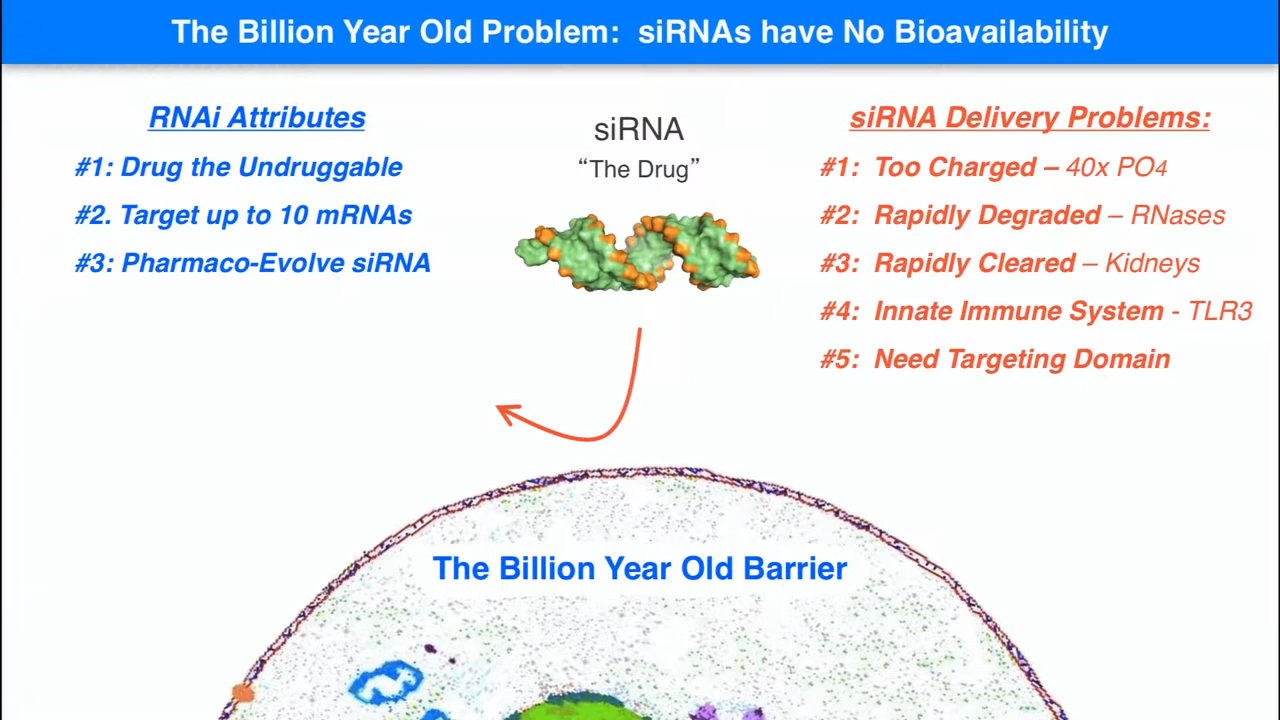 The Billion Year Old Problem: siRNAs have No Bioavailability
RNAi Attributes
#1: Drug the Undruggable
#2. Target up to 10 mRNAs
#3: Pharmaco-Evolve siRNA
siRNA
“The Drug”
siRNA Delivery Problems:
#1: Too Charged – 40x PO4
#2: Rapidly Degraded – RNases
#3: Rapidly Cleared – Kidneys
#4: Innate Immune System - TLR3
#5: Need Targeting Domain
The Billion Year Old Barrier